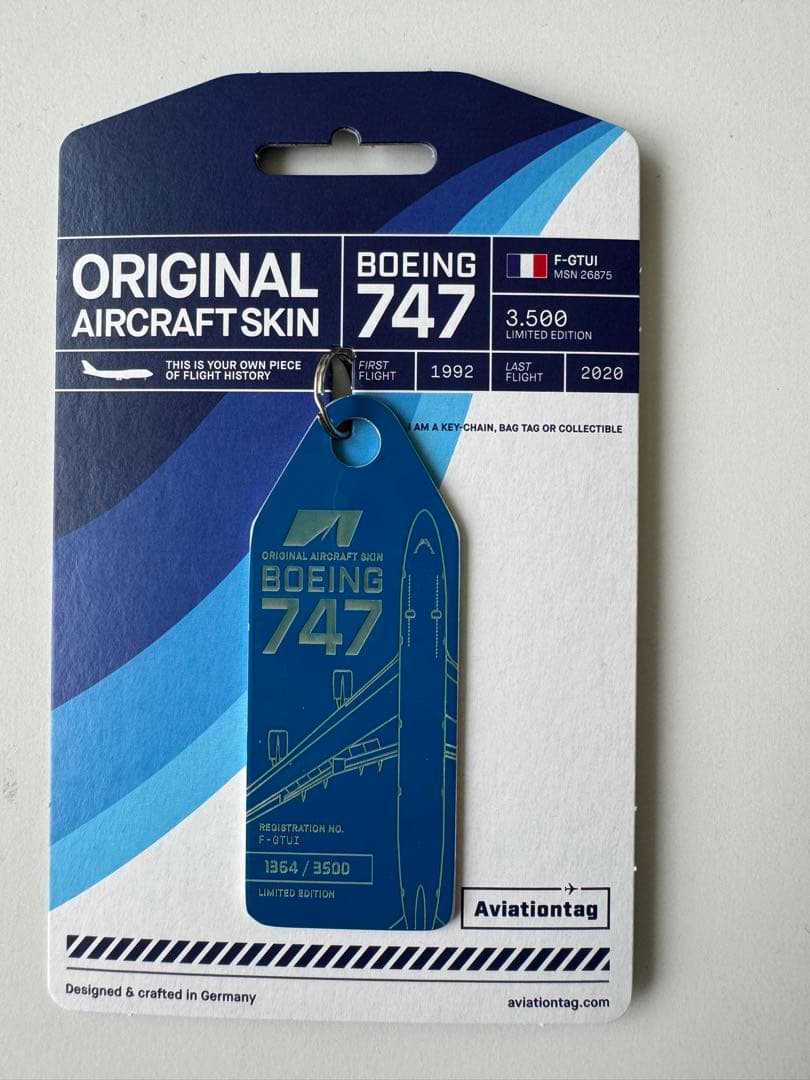 ORIGINAL
AIRCRAFT SKIN
BOEING
747
F-GTUI
MSN 26875
3.500
LIMITED EDITION
THIS IS YOUR OWN PIECE
OF FLIGHT HISTORY
FIRST
FLIGHT
1992
LAST
FLIGHT
2020
I AM A KEY-CHAIN, BAG TAG OR COLLECTIBLE
ORIGINAL AIRCRAFT SKIN
BOEING
747
REGISTRATION NO.
F-GTUI
1364 / 3500
LIMITED EDITION
Aviationtag
Designed & crafted in Germany
aviationtag.com